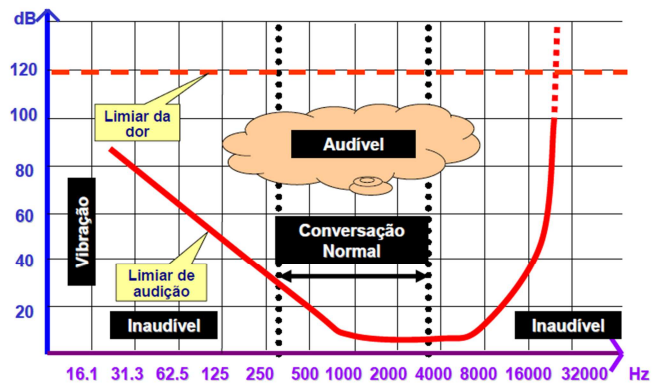 dB
120
100
80
60
40
20
Limiar da
dor
Audível
Vibração
Conversação
Normal
Limiar de
audição
Inaudível
Inaudível
16.1 31.3 62.5 125 250 500 1000 2000 4000 8000 16000 32000 Hz